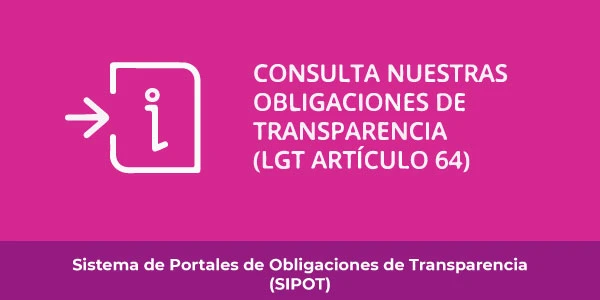 CONSULTA NUESTRAS
OBLIGACIONES DE
TRANSPARENCIA
(LGT ARTÍCULO 64)
Sistema de Portales de Obligaciones de Transparencia
(SIPOT)